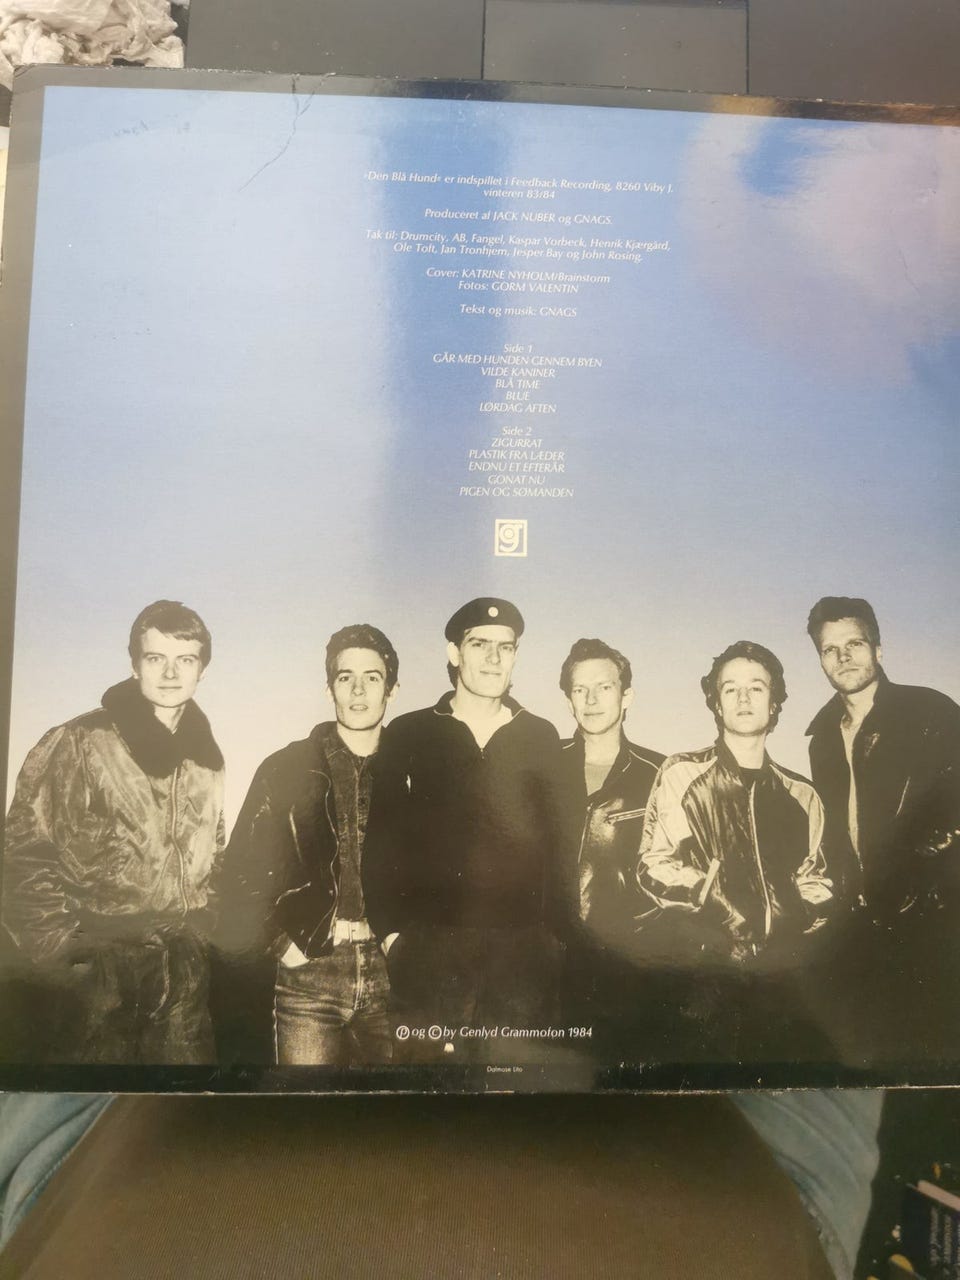 »Den Blå Hund« er indspillet i Feedback Recording, 8260 Viby J.
vinteren 83/84
Produceret af JACK NUBER og GNAGS.
Tak til: Drumcity, AB, Fangel, Kaspar Vorbeck, Henrik Kjærgård,
Ole Toft, Jan Tronhjem, Jesper Bay og John Rosing.
Cover: KATRINE NYHOLM/Brainstorm
Fotos: GORM VALENTIN
Tekst og musik: GNAGS
Side 1
GÅR MED HUNDEN GENNEM BYEN
VILDE KANINER
BLÅ TIME
BLUE
LØRDAG AFTEN
Side 2
ZIGURRAT
PLASTIK FRA LÆDER
ENDNU ET EFTERÅR
GONAT NU
PIGEN OG SØMANDEN
g
Ⓟ og © by Genlyd Grammofon 1984
Dalmose Lito